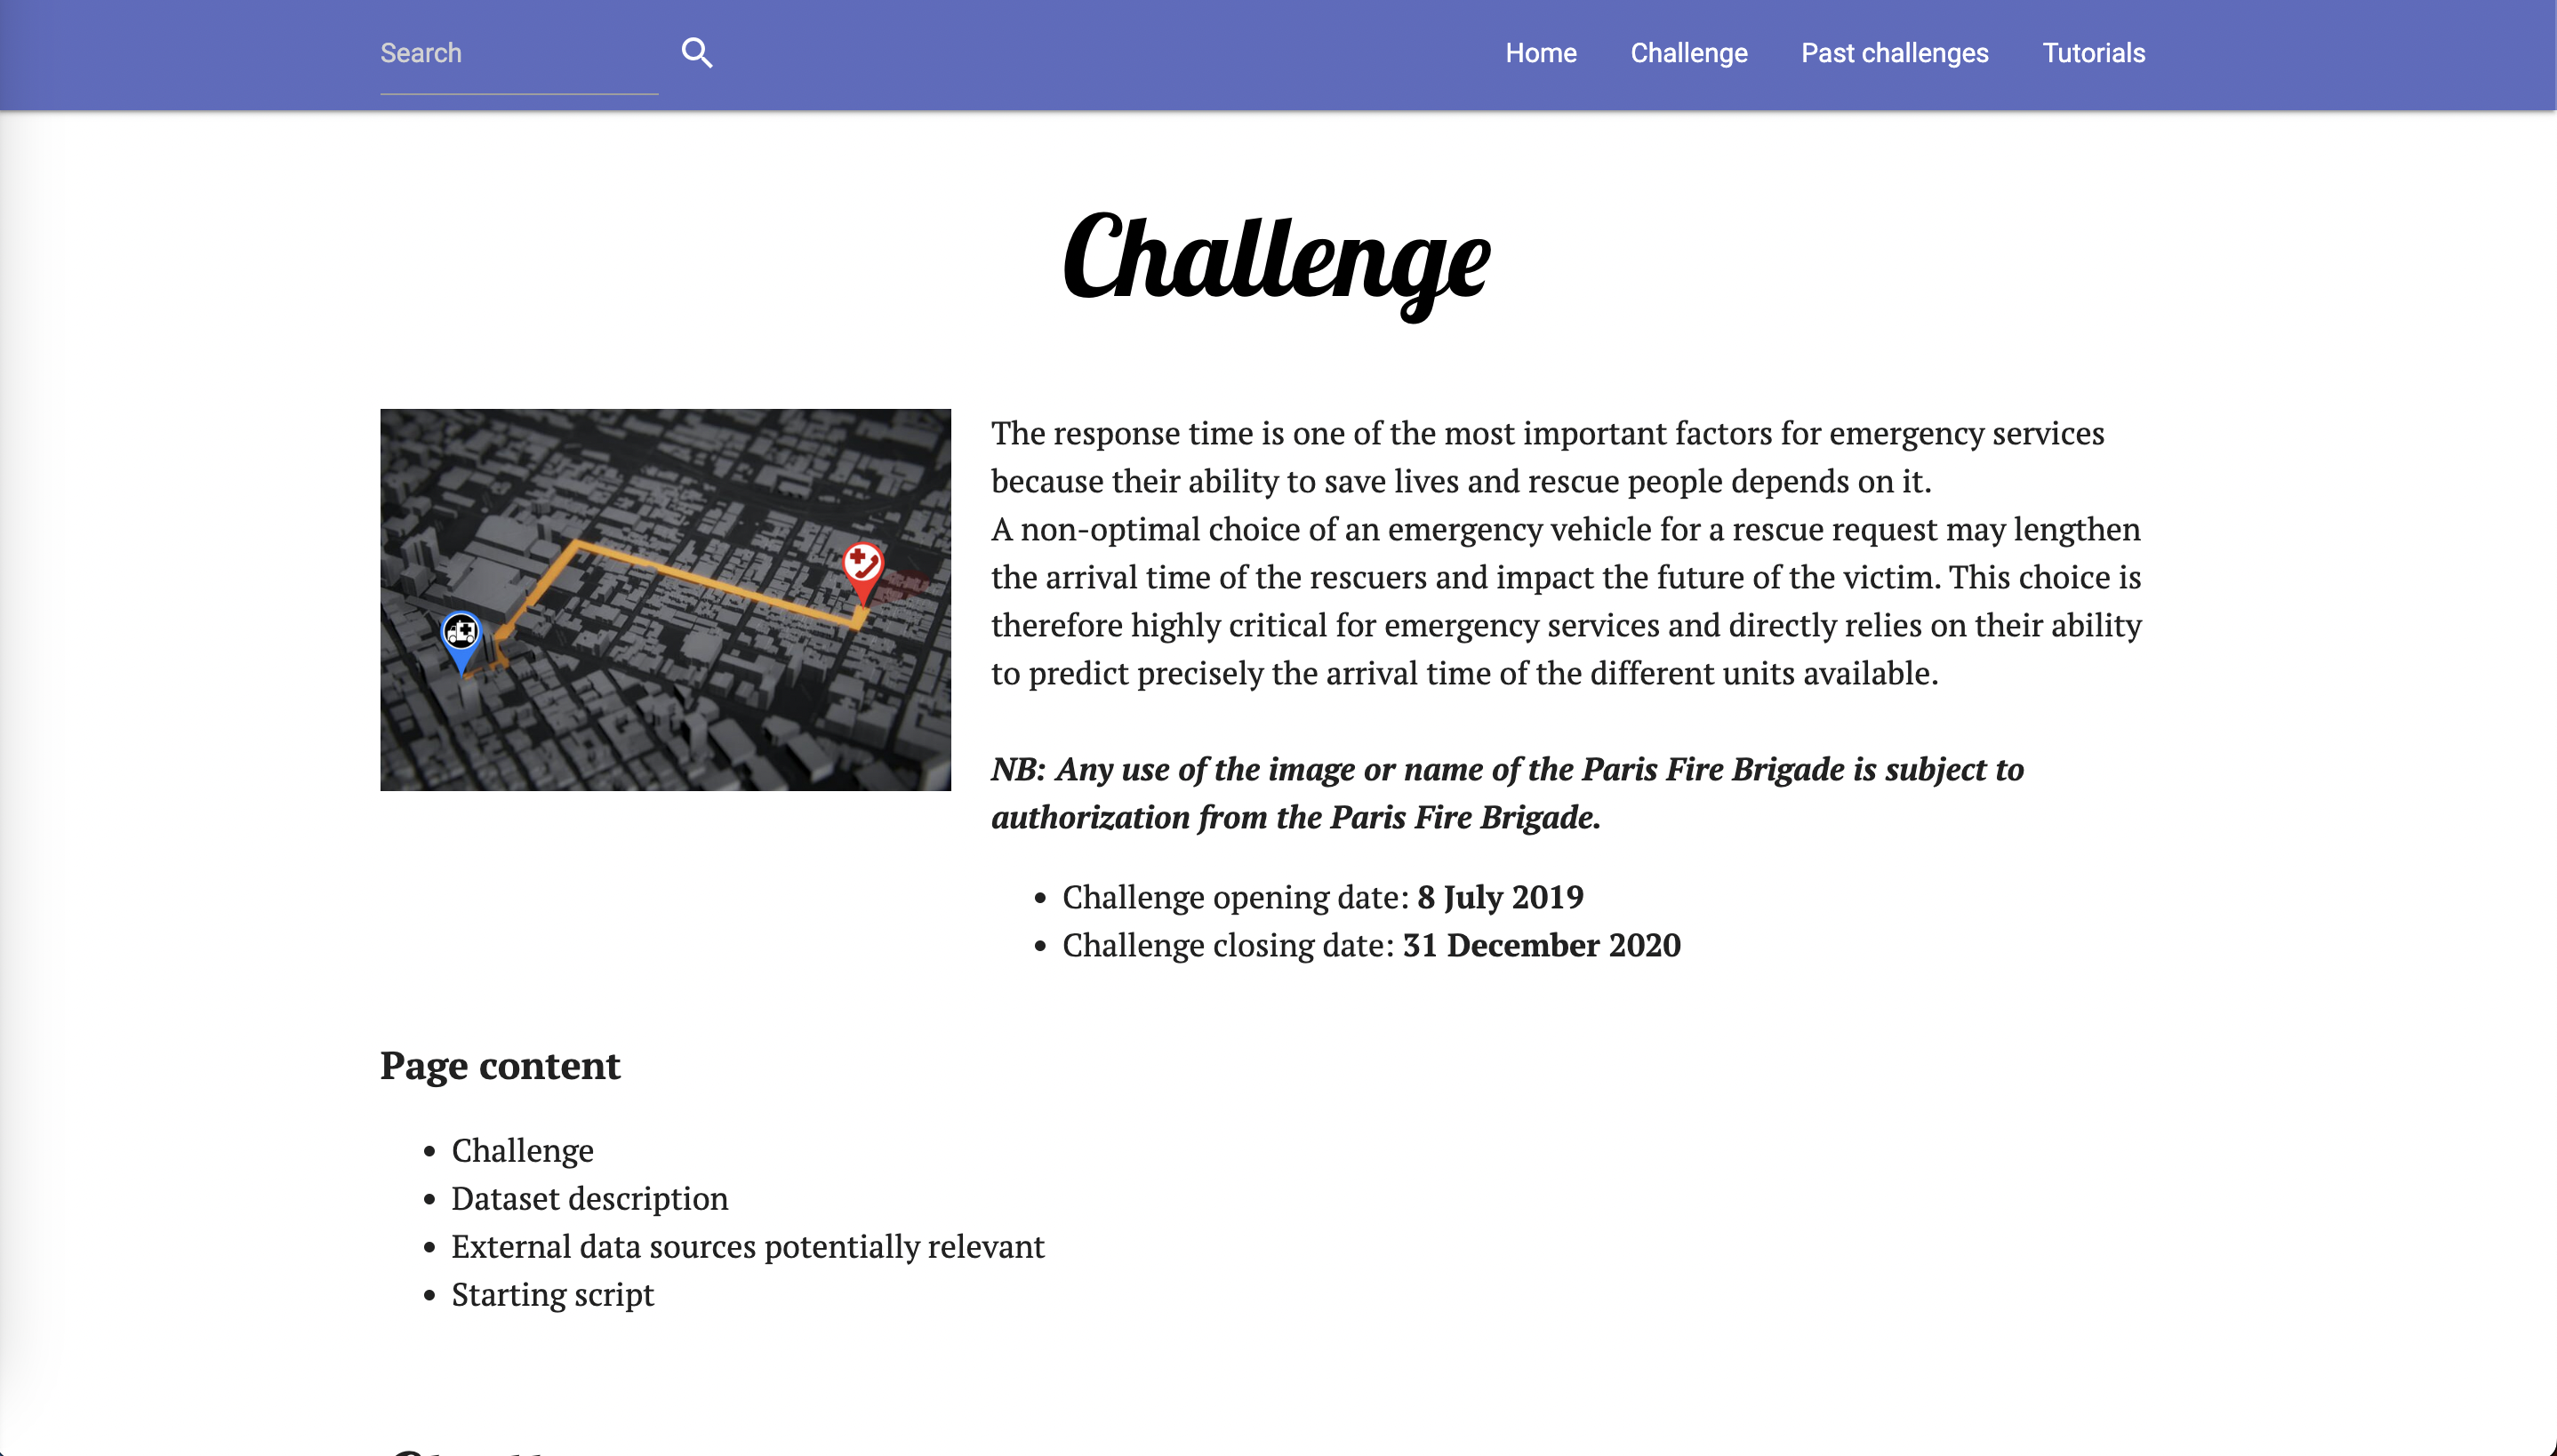 Search
Home Challenge Past challenges Tutorials
Challenge
The response time is one of the most important factors for emergency services
because their ability to save lives and rescue people depends on it.
A non-optimal choice of an emergency vehicle for a rescue request may lengthen
the arrival time of the rescuers and impact the future of the victim. This choice is
therefore highly critical for emergency services and directly relies on their ability
to predict precisely the arrival time of the different units available.
NB: Any use of the image or name of the Paris Fire Brigade is subject to
authorization from the Paris Fire Brigade.
• Challenge opening date: 8 July 2019
• Challenge closing date: 31 December 2020
Page content
• Challenge
• Dataset description
• External data sources potentially relevant
• Starting script